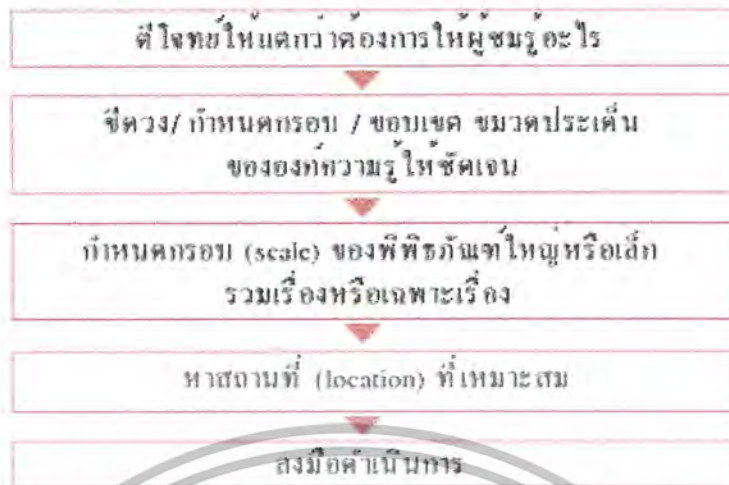 ตีโจทย์ให้แตกว่าต้องการให้ผู้ชมรู้อะไร
ขีดวง/ กำหนดกรอบ / ขอบเขต ขมวดประเด็น
ขององค์ความรู้ให้ชัดเจน
กำหนดกรอบ (scale) ของพิพิธภัณฑ์ใหญ่หรือเล็ก
รวมเรื่องหรือเฉพาะเรื่อง
หาสถานที่ (location) ที่เหมาะสม
ลงมือดำเนินการ